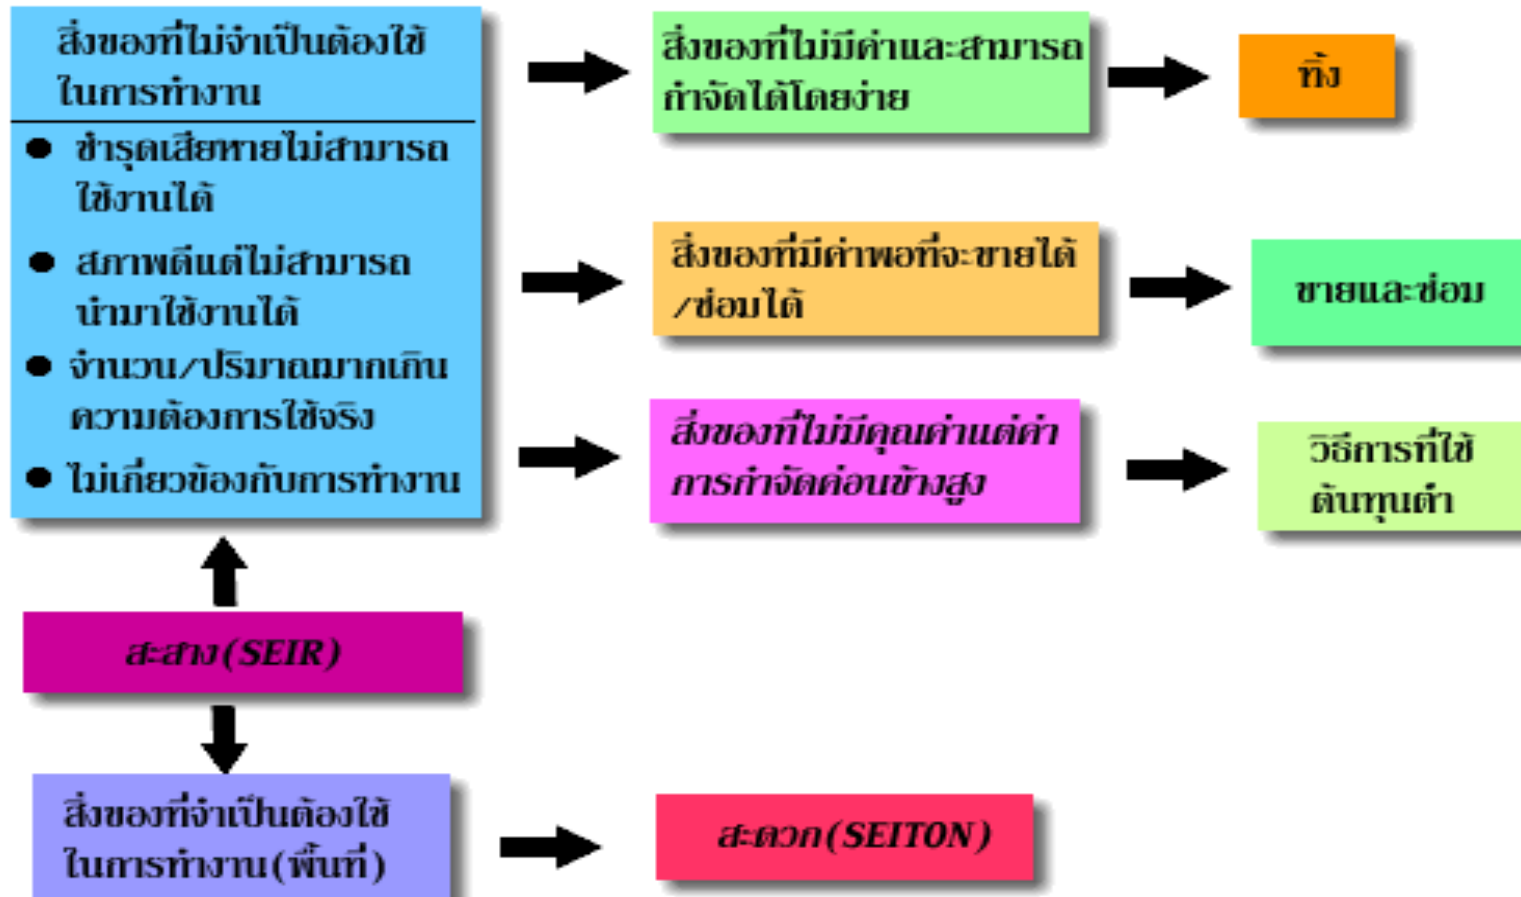 สิ่งของที่ไม่จำเป็นต้องใช้
ในการทำงาน
● ชำรุดเสียหายไม่สามารถ
ใช้งานได้
● สภาพดีแต่ไม่สามารถ
นำมาใช้งานได้
● จำนวน/ปริมาณมากเกิน
ความต้องการใช้จริง
● ไม่เกี่ยวข้องกับการทำงาน
สิ่งของที่ไม่มีค่าและสามารถ
กำจัดได้โดยง่าย
ทิ้ง
สิ่งของที่มีค่าพอที่จะขายได้
/ซ่อมได้
ขายและซ่อม
สิ่งของที่ไม่มีคุณค่าแต่ค่า
การกำจัดค่อนข้างสูง
วิธีการที่ใช้
ต้นทุนต่ำ
สะสาง(SEIR)
สิ่งของที่จำเป็นต้องใช้
ในการทำงาน(พื้นที่)
สะดวก(SEITON)